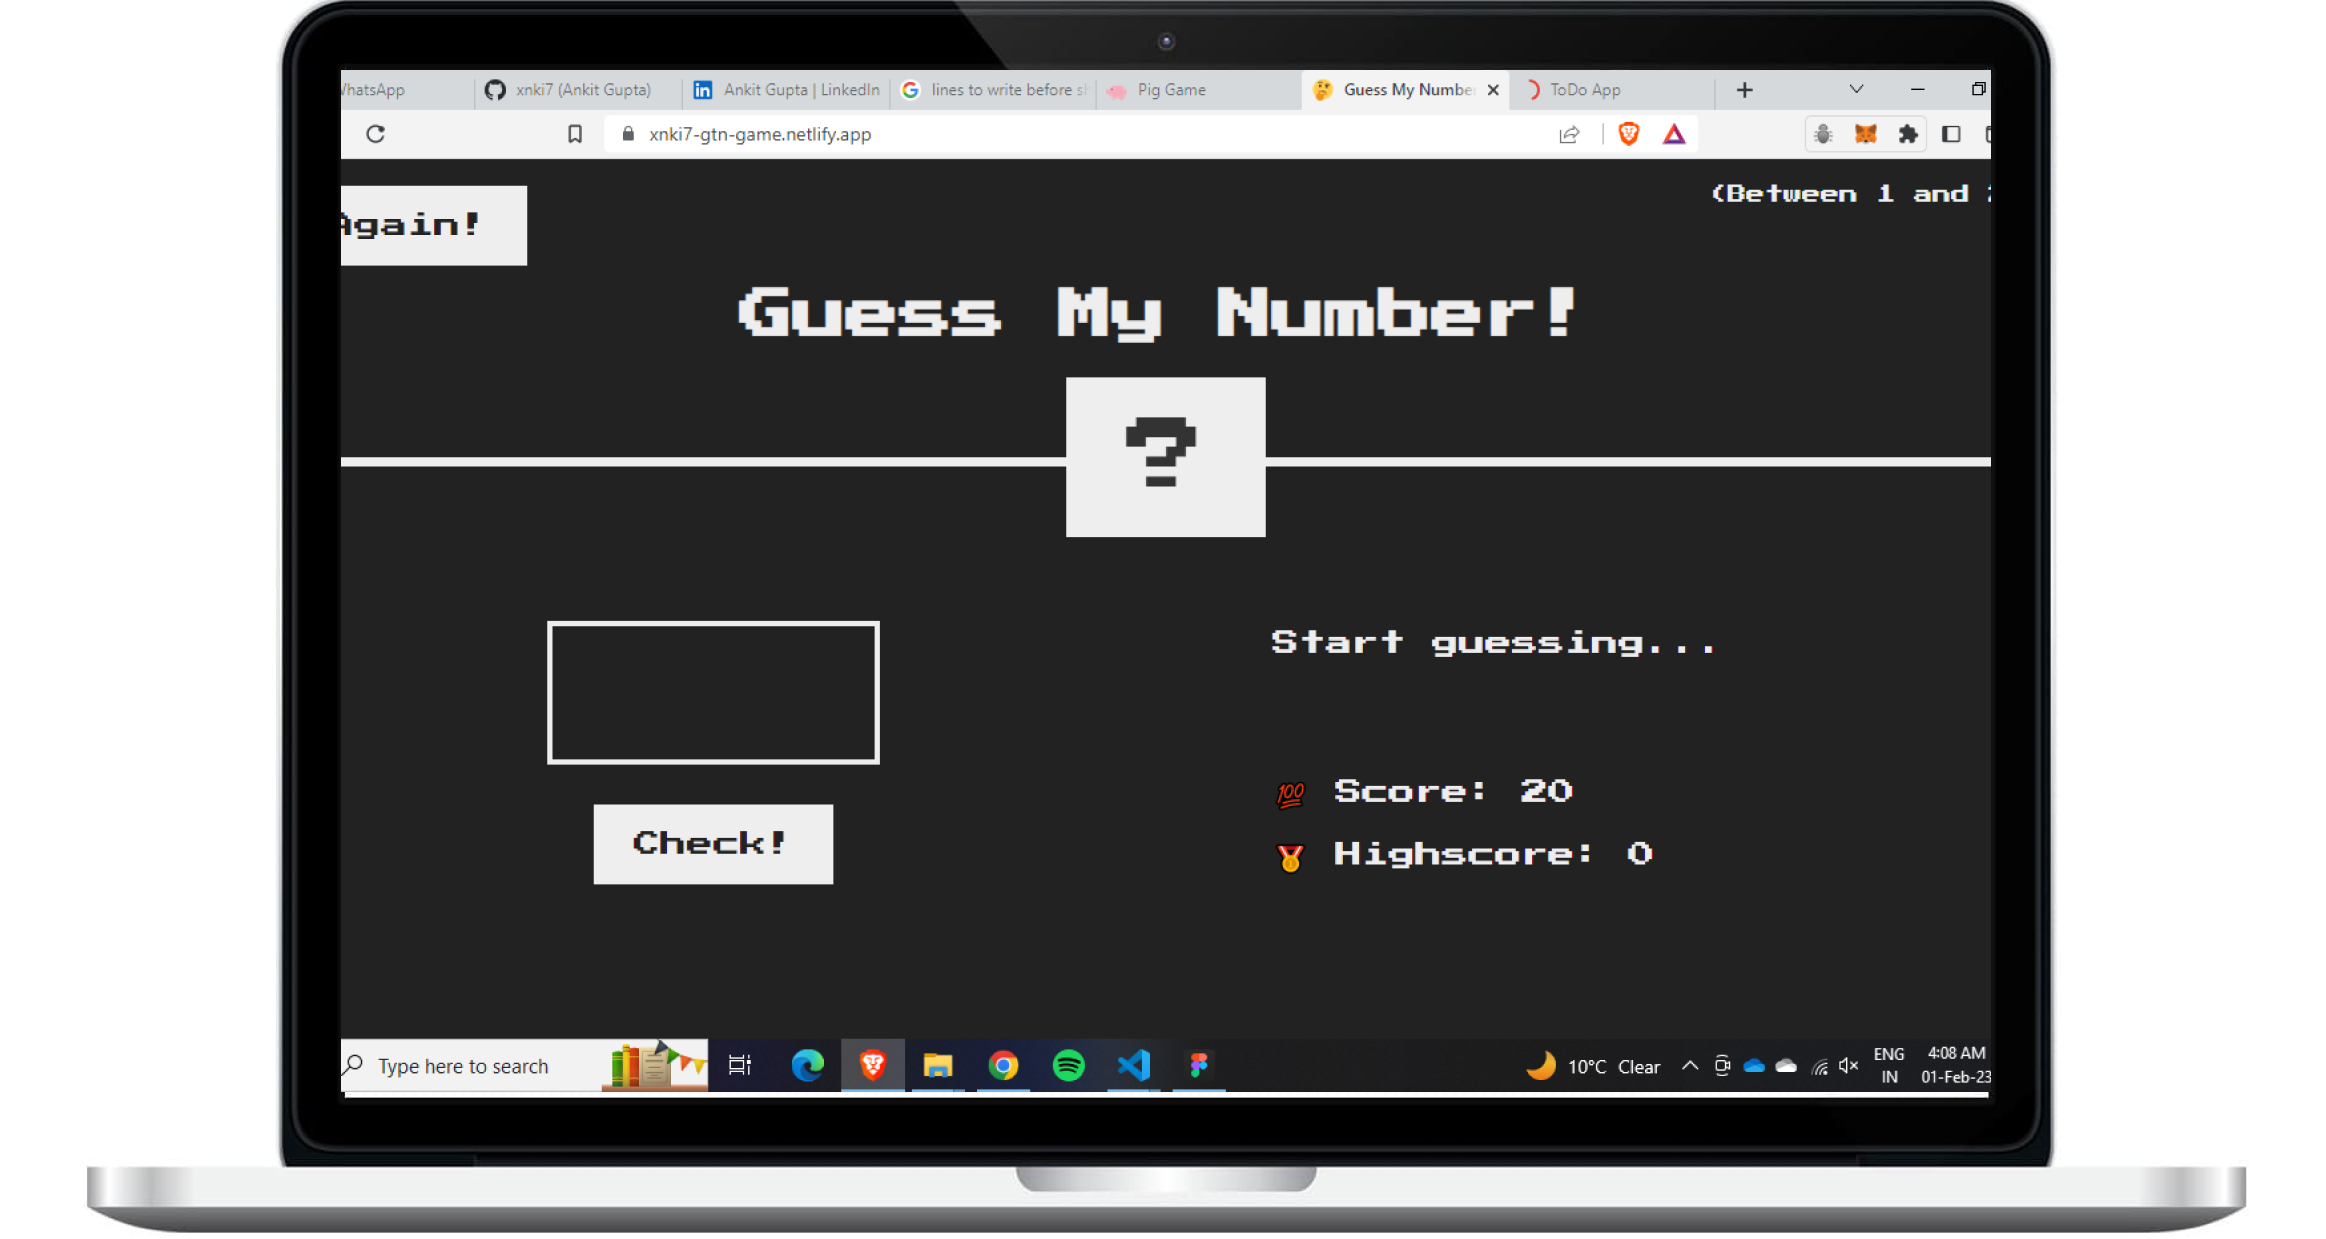 WhatsApp
xnki7 (Ankit Gupta)
Ankit Gupta | LinkedIn
lines to write before s
Pig Game
Guess My Numbe
ToDo App
xnki7-gtn-game.netlify.app
Again!
(Between 1 and
Guess My Number!
?
Start guessing...
💯 Score: 20
🥇 Highscore: 0
Check!
Type here to search
10°C Clear
ENG
IN
4:08 AM
01-Feb-23